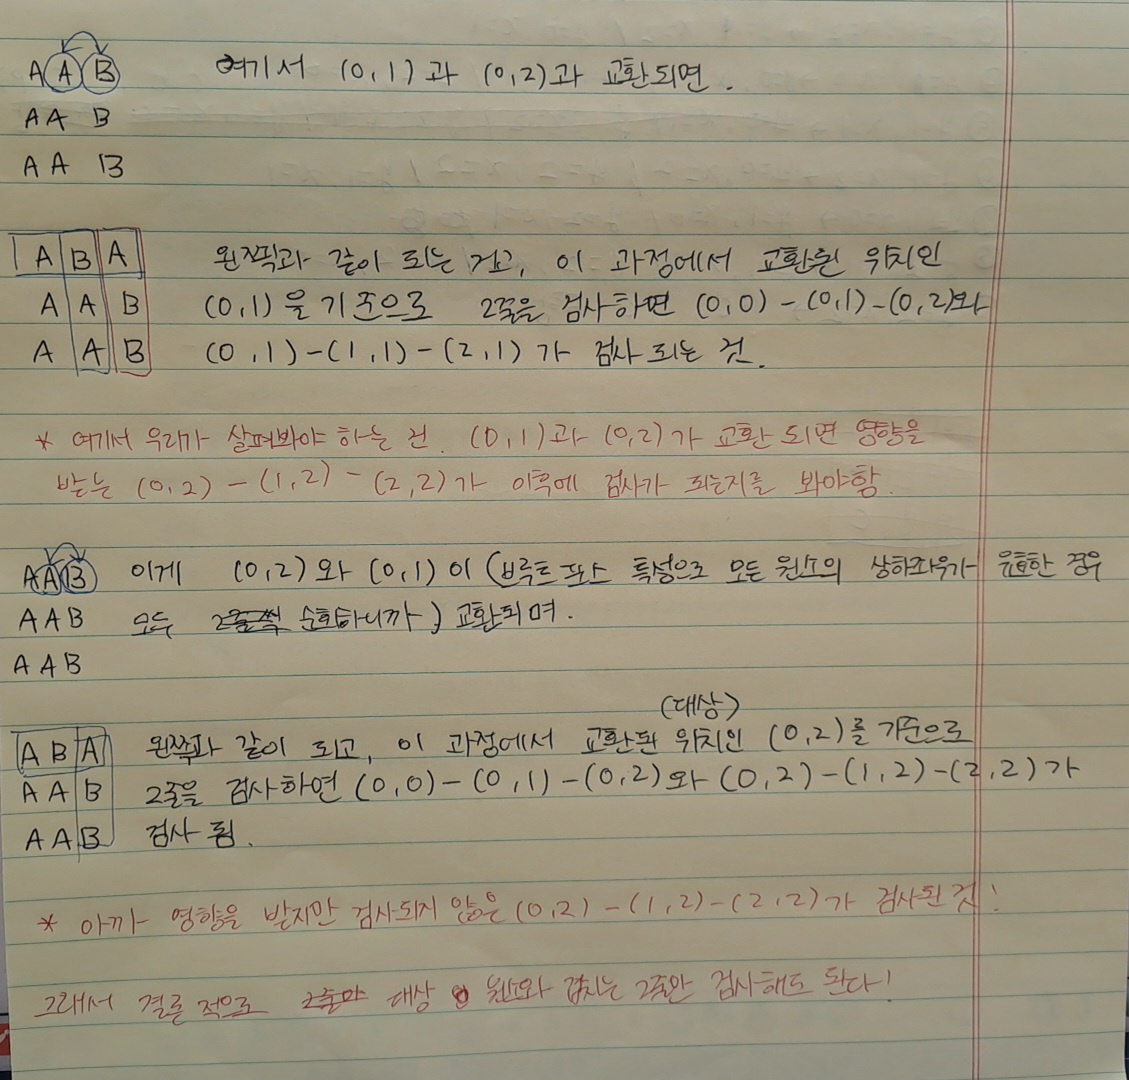 A A B 여기서 (0,1)과 (0,2)과 교환되면.
A A B
A A B
A B A 왼쪽과 같이 되는 거고, 이 과정에서 교환된 위치인
A A B (0,1)을 기준으로 2줄을 검사하면 (0,0)-(0,1)-(0,2)와
A A B (0,1)-(1,1)-(2,1)가 검사 되는 것.
* 여기서 우리가 살펴봐야 하는 건. (0,1)과 (0,2)가 교환 되면 영향을
받는 (0,2)-(1,2)-(2,2)가 이후에 검사가 되는지를 봐야함.
A A B 이게 (0,2)와 (0,1)이 (브루트 포스 특성으로 모든 원소의 상하좌우가 유효한 경우
A A B 모두 순회하니까) 교환되며.
A A B
(대상)
A B A 왼쪽과 같이 되고, 이 과정에서 교환된 위치인 (0,2)를 기준으로
A A B 2줄을 검사하면 (0,0)-(0,1)-(0,2)와 (0,2)-(1,2)-(2,2)가
A A B 검사 됨.
* 아까 영향을 받지만 검사되지 않은 (0,2)-(1,2)-(2,2)가 검사된 것!
그래서 결론 적으로 2줄만 대상 원소와 겹치는 2줄만 검사해도 된다!